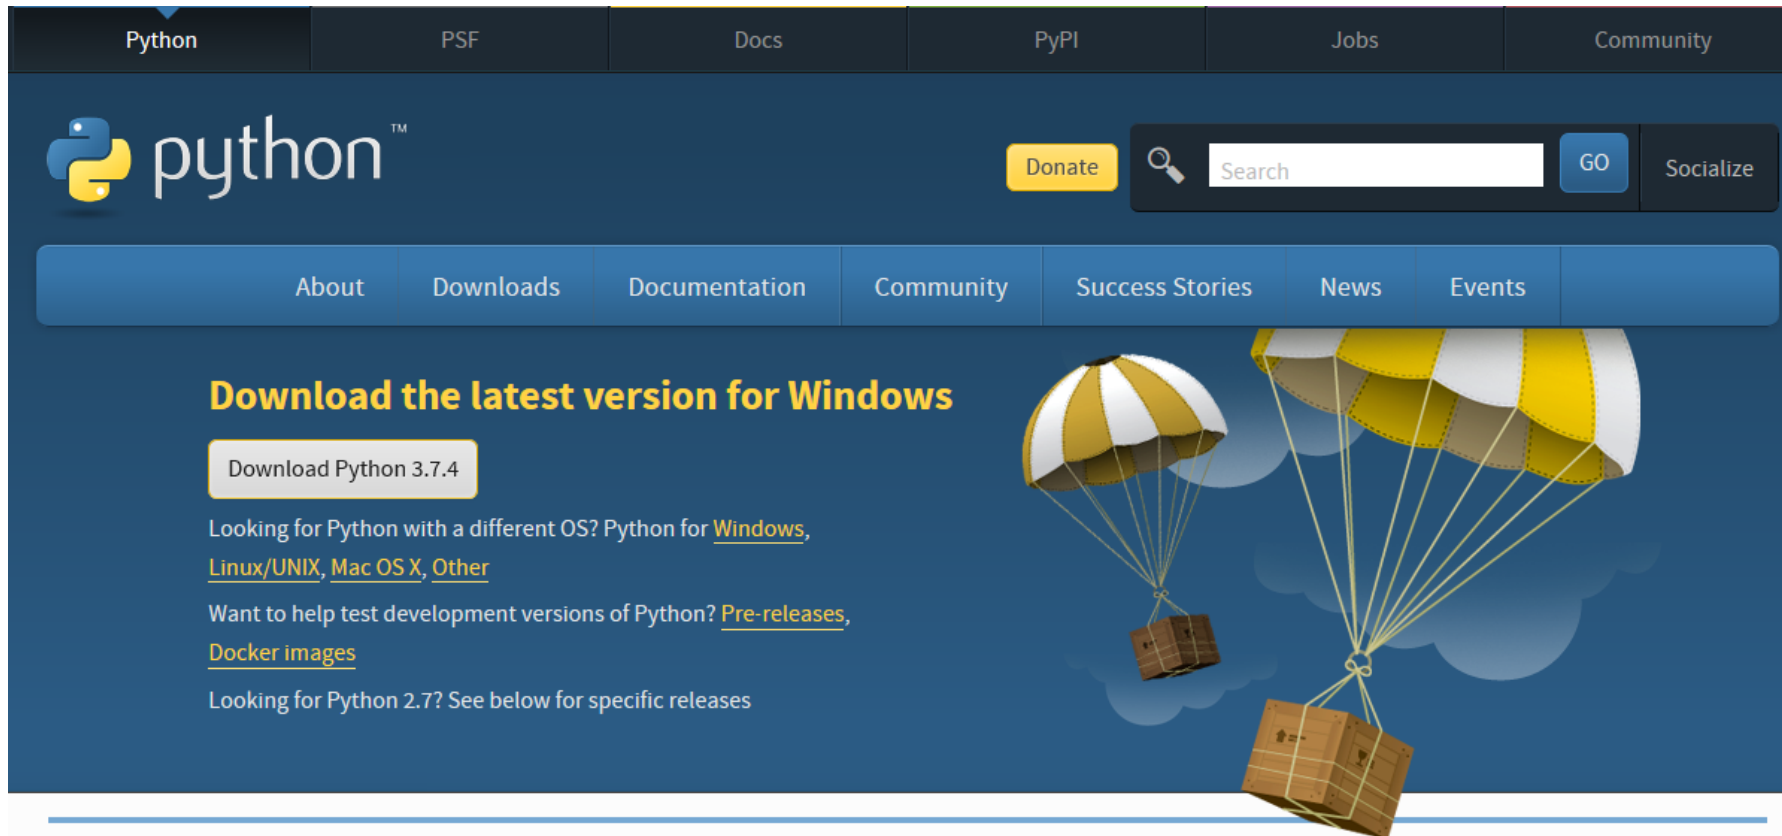 Python PSF Docs PyPI Jobs Community
python™
Donate Search GO Socialize
About Downloads Documentation Community Success Stories News Events
Download the latest version for Windows
Download Python 3.7.4
Looking for Python with a different OS? Python for Windows,
Linux/UNIX, Mac OS X, Other
Want to help test development versions of Python? Pre-releases,
Docker images
Looking for Python 2.7? See below for specific releases